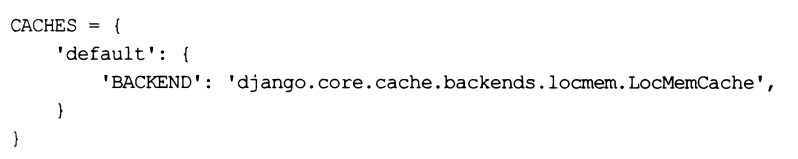 CACHES = {
    'default': {
        'BACKEND': 'django.core.cache.backends.locmem.LocMemCache',
    }
}